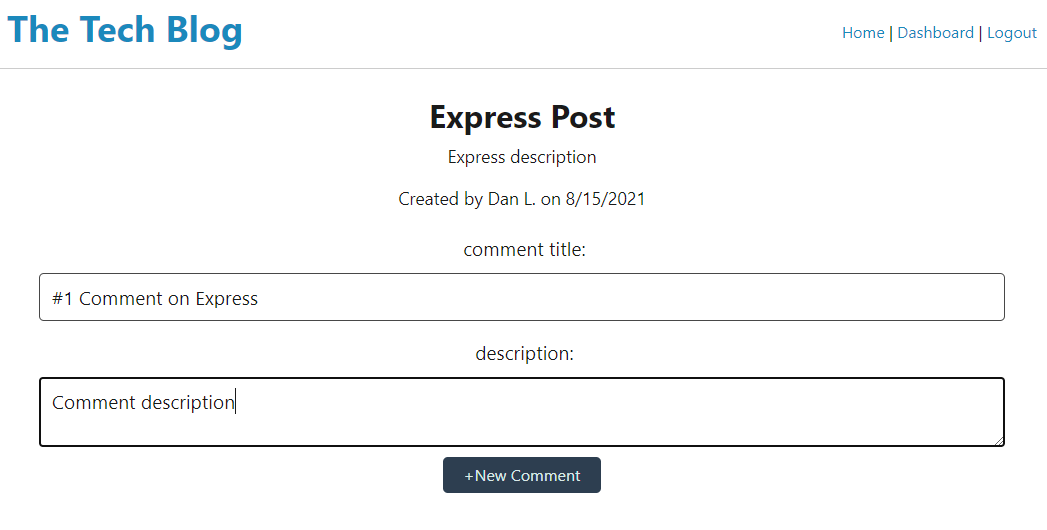 The Tech Blog
Home | Dashboard | Logout
Express Post
Express description
Created by Dan L. on 8/15/2021
comment title:
#1 Comment on Express
description:
Comment description
+New Comment